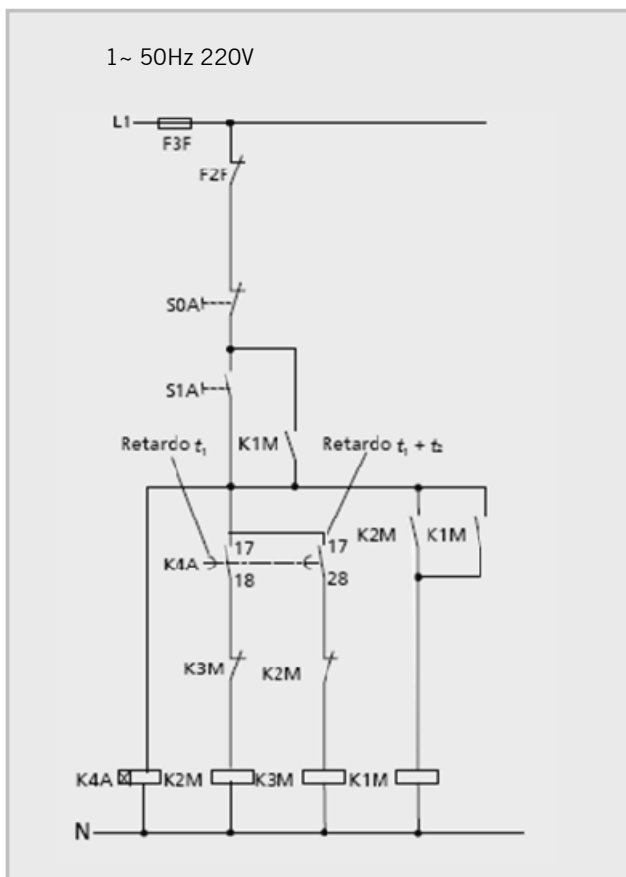 1~ 50Hz 220V
L1
F3F
F2F
S0A
S1A
Retardo t₁
K1M
Retardo t₁ + t₂
17
17
K2M
K1M
K4A
18
28
K3M
K2M
K4A
K2M
K3M
K1M
N